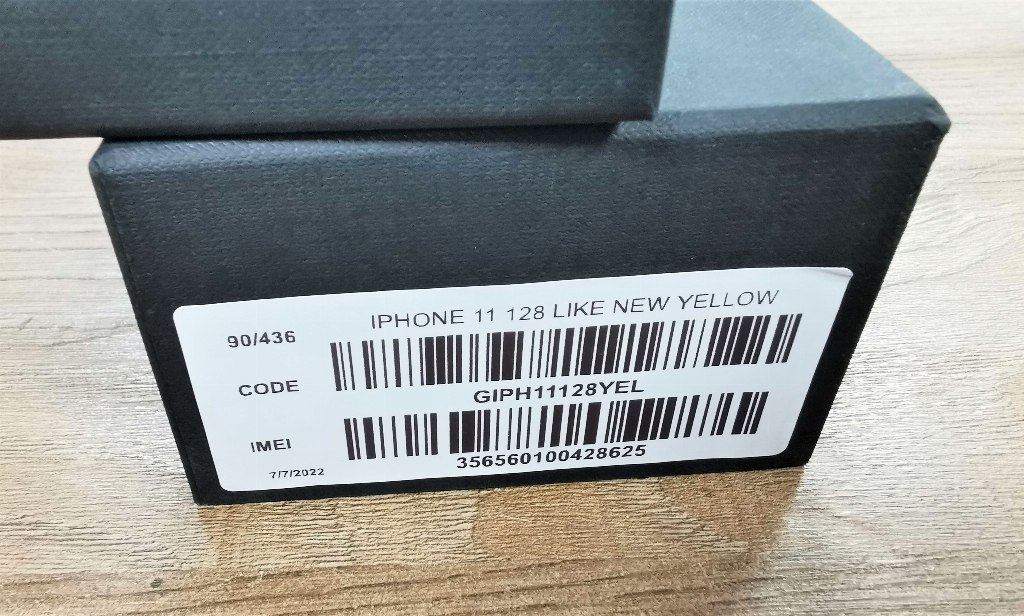 IPHONE 11 128 LIKE NEW YELLOW
90/436
CODE
GIPH11128YEL
IMEI
356560100428625
7/7/2022